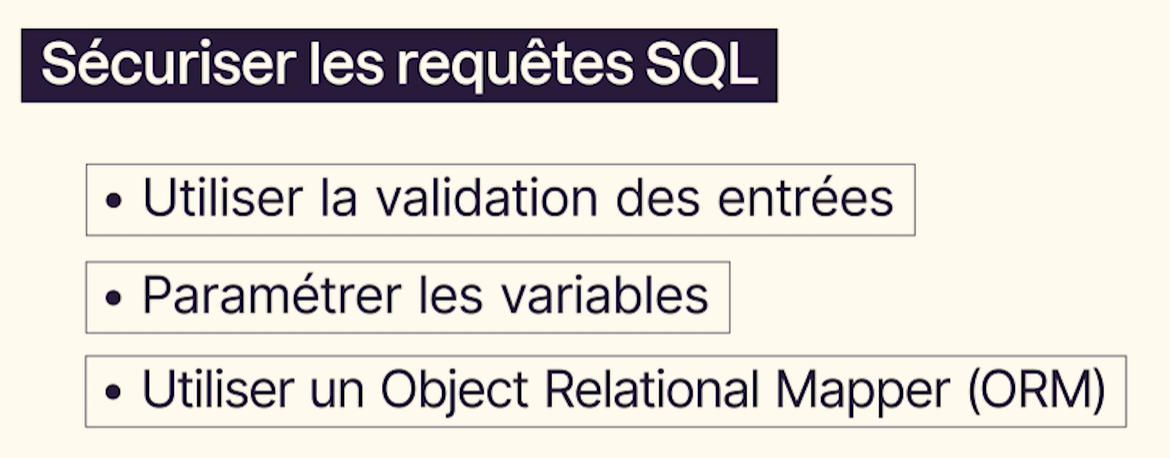 Sécuriser les requêtes SQL
• Utiliser la validation des entrées
• Paramétrer les variables
• Utiliser un Object Relational Mapper (ORM)